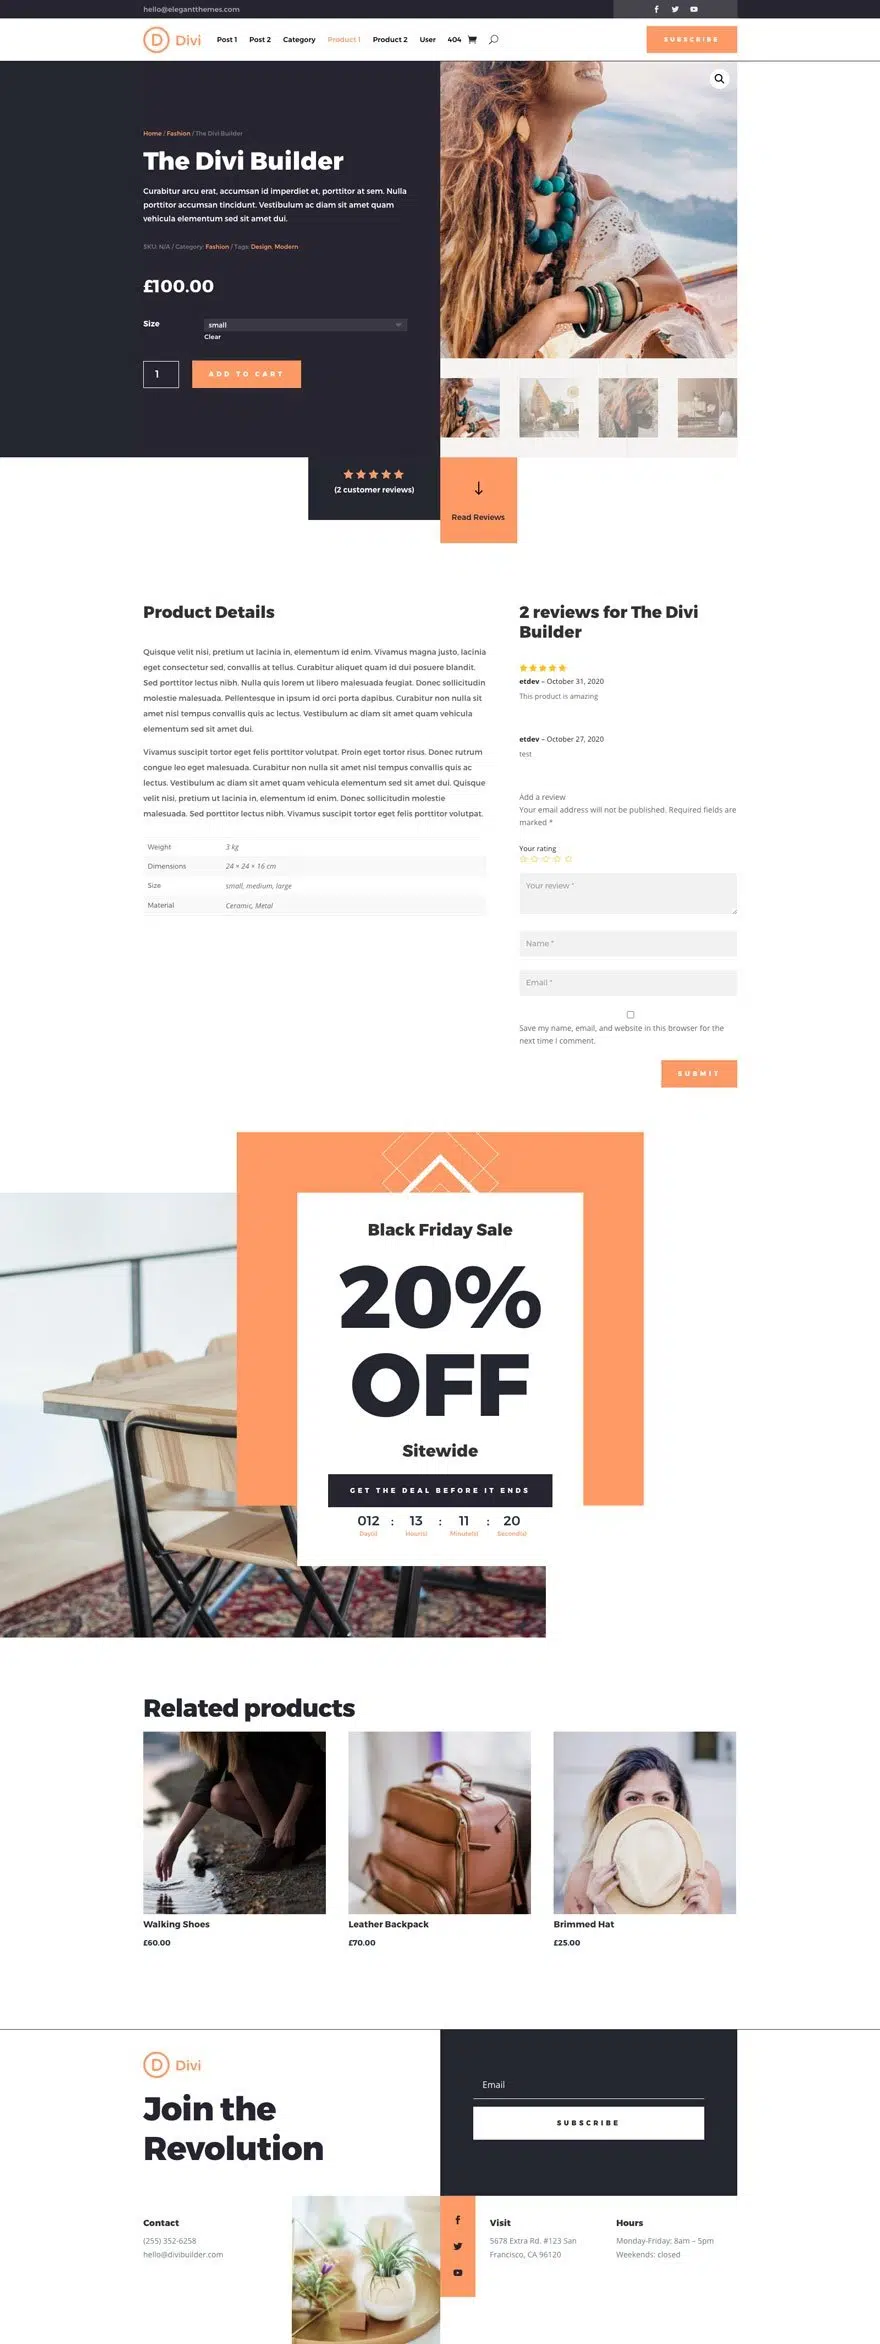 hello@elegantthemes.com
Divi
Post 1 Post 2 Category Product 1 Product 2 User 404
SUBSCRIBE
Home / Fashion / The Divi Builder
The Divi Builder
Curabitur arcu erat, accumsan id imperdiet et, porttitor at sem. Nulla
porttitor accumsan tincidunt. Vestibulum ac diam sit amet quam
vehicula elementum sed sit amet dui.
SKU: N/A / Category: Fashion / Tags: Design, Modern
£100.00
Size
small
Clear
1
ADD TO CART
(2 customer reviews)
Read Reviews
Product Details
Quisque velit nisi, pretium ut lacinia in, elementum id enim. Vivamus magna justo, lacinia
eget consectetur sed, convallis at tellus. Curabitur aliquet quam id dui posuere blandit.
Sed porttitor lectus nibh. Nulla quis lorem ut libero malesuada feugiat. Donec sollicitudin
molestie malesuada. Pellentesque in ipsum id orci porta dapibus. Curabitur non nulla sit
amet nisl tempus convallis quis ac lectus. Vestibulum ac diam sit amet quam vehicula
elementum sed sit amet dui.
Vivamus suscipit tortor eget felis porttitor volutpat. Proin eget tortor risus. Donec rutrum
congue leo eget malesuada. Curabitur non nulla sit amet nisl tempus convallis quis ac
lectus. Vestibulum ac diam sit amet quam vehicula elementum sed sit amet dui. Quisque
velit nisi, pretium ut lacinia in, elementum id enim. Donec sollicitudin molestie
malesuada. Sed porttitor lectus nibh. Vivamus suscipit tortor eget felis porttitor volutpat.
Weight 3 kg
Dimensions 24 × 24 × 16 cm
Size small, medium, large
Material Ceramic, Metal
2 reviews for The Divi
Builder
etdev – October 31, 2020
This product is amazing
etdev – October 27, 2020
test
Add a review
Your email address will not be published. Required fields are
marked *
Your rating
Your review *
Name *
Email *
Save my name, email, and website in this browser for the
next time I comment.
SUBMIT
Black Friday Sale
20%
OFF
Sitewide
GET THE DEAL BEFORE IT ENDS
012 : 13 : 11 : 20
Day(s) Hour(s) Minute(s) Second(s)
Related products
Walking Shoes
£60.00
Leather Backpack
£70.00
Brimmed Hat
£25.00
Divi
Join the
Revolution
Email
SUBSCRIBE
Contact
(255) 352-6258
hello@divibuilder.com
Visit
5678 Extra Rd. #123 San
Francisco, CA 96120
Hours
Monday-Friday: 8am – 5pm
Weekends: closed